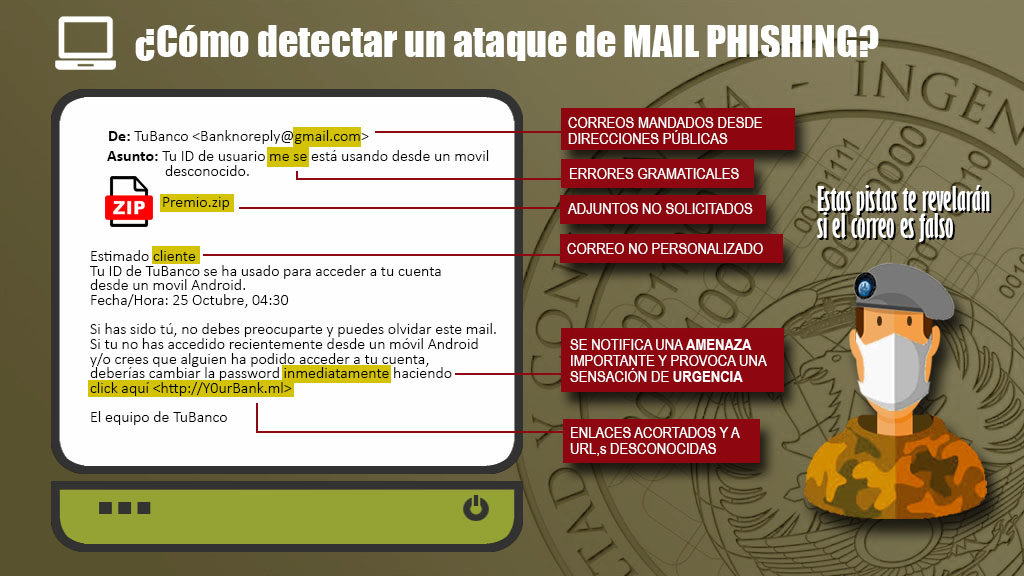 ¿Cómo detectar un ataque de MAIL PHISHING?
De: TuBanco <Banknoreply@gmail.com>
Asunto: Tu ID de usuario me se está usando desde un movil
desconocido.
ZIP
Premio.zip
Estimado cliente
Tu ID de TuBanco se ha usado para acceder a tu cuenta
desde un movil Android.
Fecha/Hora: 25 Octubre, 04:30
Si has sido tú, no debes preocuparte y puedes olvidar este mail.
Si tu no has accedido recientemente desde un móvil Android
y/o crees que alguien ha podido acceder a tu cuenta,
deberías cambiar la password inmediatamente haciendo
click aquí <http://Y0urBank.ml>
El equipo de TuBanco
CORREOS MANDADOS DESDE
DIRECCIONES PÚBLICAS
ERRORES GRAMATICALES
ADJUNTOS NO SOLICITADOS
CORREO NO PERSONALIZADO
SE NOTIFICA UNA AMENAZA
IMPORTANTE Y PROVOCA UNA
SENSACIÓN DE URGENCIA
ENLACES ACORTADOS Y A
URL,s DESCONOCIDAS
Estas pistas te revelarán
si el correo es falso